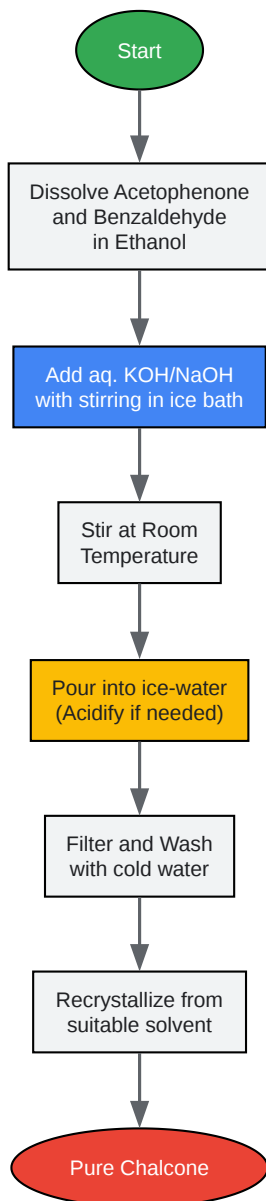 Start
Dissolve Acetophenone
and Benzaldehyde
in Ethanol
Add aq. KOH/NaOH
with stirring in ice bath
Stir at Room
Temperature
Pour into ice-water
(Acidify if needed)
Filter and Wash
with cold water
Recrystallize from
suitable solvent
Pure Chalcone